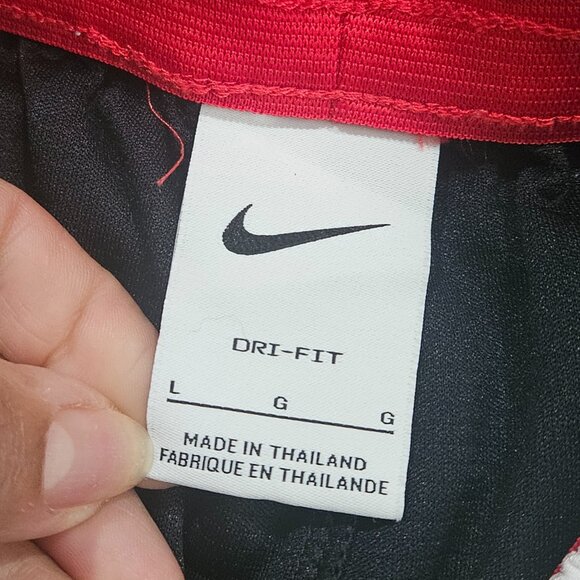 DRI-FIT
L G G
MADE IN THAILAND
FABRIQUE EN THAILANDE